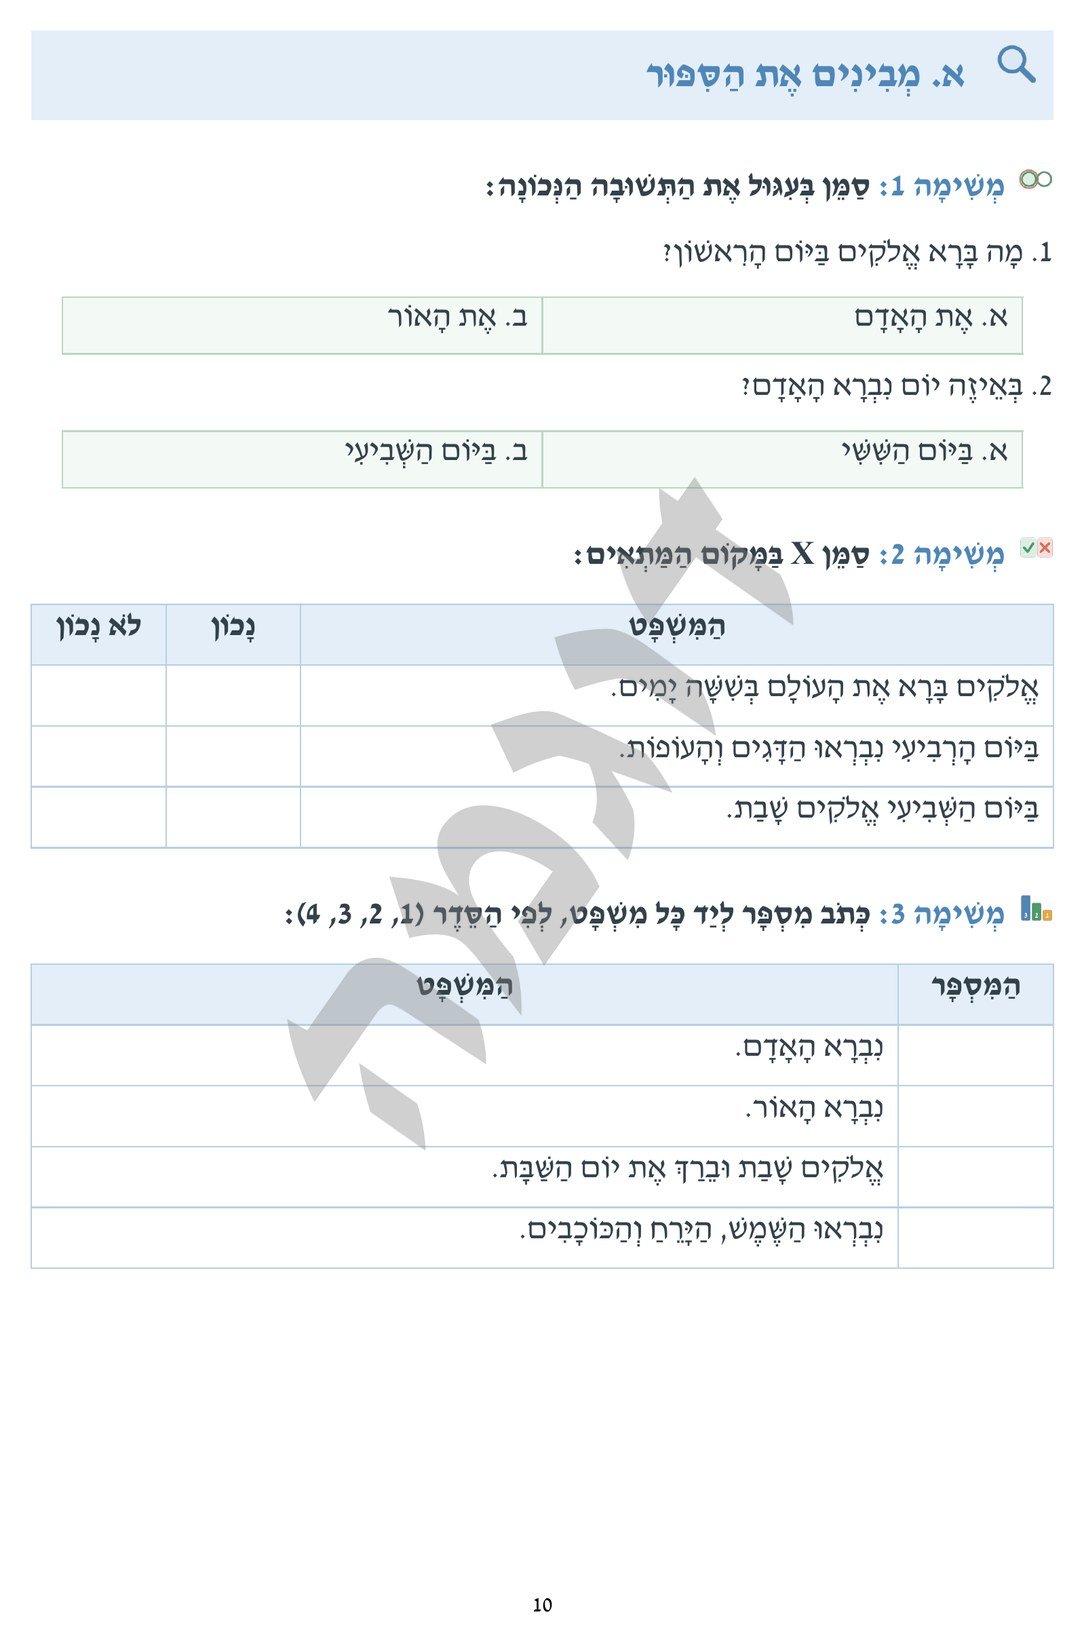 א. מְבִינִים אֶת הַסִּפּוּר
מְשִׂימָה 1: סַמֵּן בְּעִגּוּל אֶת הַתְּשׁוּבָה הַנְּכוֹנָה:
1. מָה בָּרָא אֱלֹקִים בַּיּוֹם הָרִאשׁוֹן?
א. אֶת הָאָדָם ב. אֶת הָאוֹר
2. בְּאֵיזֶה יוֹם נִבְרָא הָאָדָם?
א. בַּיּוֹם הַשִּׁשִּׁי ב. בַּיּוֹם הַשְּׁבִיעִי
מְשִׂימָה 2: סַמֵּן X בַּמָּקוֹם הַמַּתְאִים:
הַמִּשְׁפָּט נָכוֹן לֹא נָכוֹן
אֱלֹקִים בָּרָא אֶת הָעוֹלָם בְּשִׁשָּׁה יָמִים.
בַּיּוֹם הָרְבִיעִי נִבְרְאוּ הַדָּגִים וְהָעוֹפוֹת.
בַּיּוֹם הַשְּׁבִיעִי אֱלֹקִים שָׁבַת.
מְשִׂימָה 3: כְּתֹב מִסְפָּר לְיַד כָּל מִשְׁפָּט, לְפִי הַסֵּדֶר (1, 2, 3, 4):
הַמִּסְפָּר הַמִּשְׁפָּט
נִבְרָא הָאָדָם.
נִבְרָא הָאוֹר.
אֱלֹקִים שָׁבַת וּבֵרַךְ אֶת יוֹם הַשַּׁבָּת.
נִבְרְאוּ הַשֶּׁמֶשׁ, הַיָּרֵחַ וְהַכּוֹכָבִים.
דוגמה
10